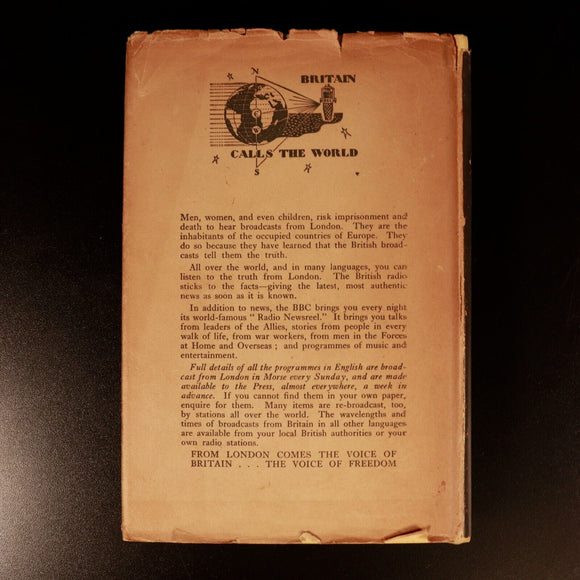 BRITAIN
N
CALLS THE WORLD
S
Men, women, and even children, risk imprisonment and
death to hear broadcasts from London. They are the
inhabitants of the occupied countries of Europe. They
do so because they have learned that the British broad-
casts tell them the truth.
All over the world, and in many languages, you can
listen to the truth from London. The British radio
sticks to the facts—giving the latest, most authentic
news as soon as it is known.
In addition to news, the BBC brings you every night
its world-famous “ Radio Newsreel.” It brings you talks
from leaders of the Allies, stories from people in every
walk of life, from war workers, from men in the Forces
at Home and Overseas ; and programmes of music and
entertainment.
Full details of all the programmes in English are broad-
cast from London in Morse every Sunday, and are made
available to the Press, almost everywhere, a week in
advance. If you cannot find them in your own paper,
enquire for them. Many items are re-broadcast, too,
by stations all over the world. The wavelengths and
times of broadcasts from Britain in all other languages
are available from your local British authorities or your
own radio stations.
FROM LONDON COMES THE VOICE OF
BRITAIN . . . THE VOICE OF FREEDOM